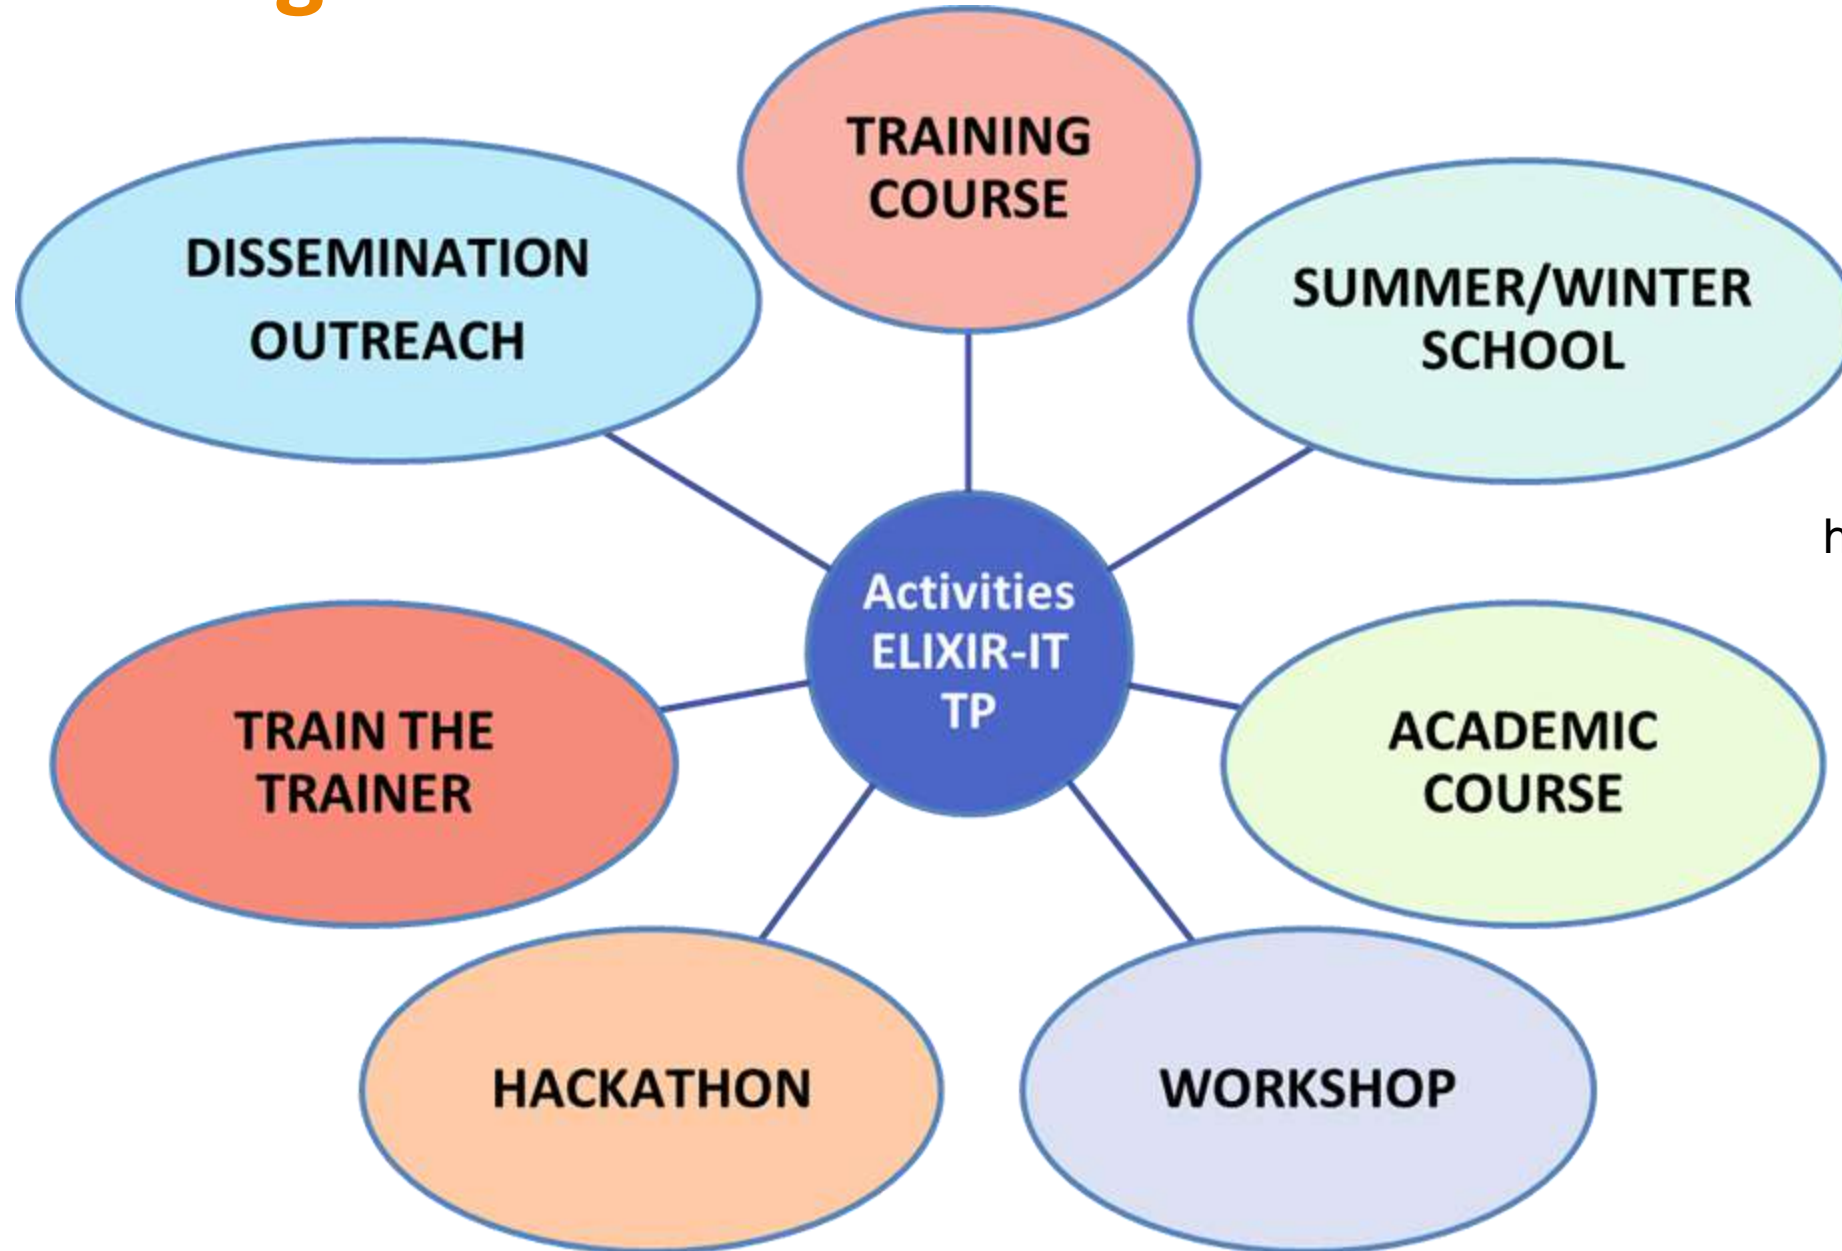 g
TRAINING
COURSE
DISSEMINATION
OUTREACH
SUMMER/WINTER
SCHOOL
h
Activities
ELIXIR-IT
TP
TRAIN THE
TRAINER
ACADEMIC
COURSE
HACKATHON
WORKSHOP